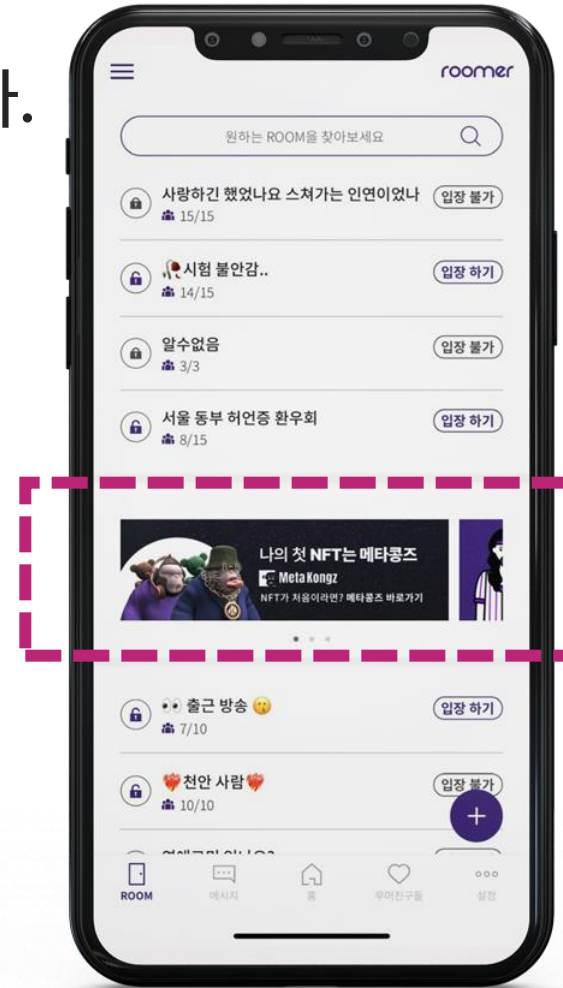 다.
roomer
원하는 ROOM을 찾아보세요
사랑하긴 했었나요 스쳐가는 인연이었나
입장 불가
15/15
🥀시험 불안감..
입장 하기
14/15
알수없음
입장 불가
3/3
서울 동부 허언증 환우회
입장 하기
8/15
나의 첫 NFT는 메타콩즈
Meta Kongz
NFT가 처음이라면? 메타콩즈 바로가기
👀 출근 방송 😗
입장 하기
7/10
❤️‍🔥천안 사람❤️‍🔥
입장 불가
10/10
ROOM
메시지
홈
루머친구들
설정